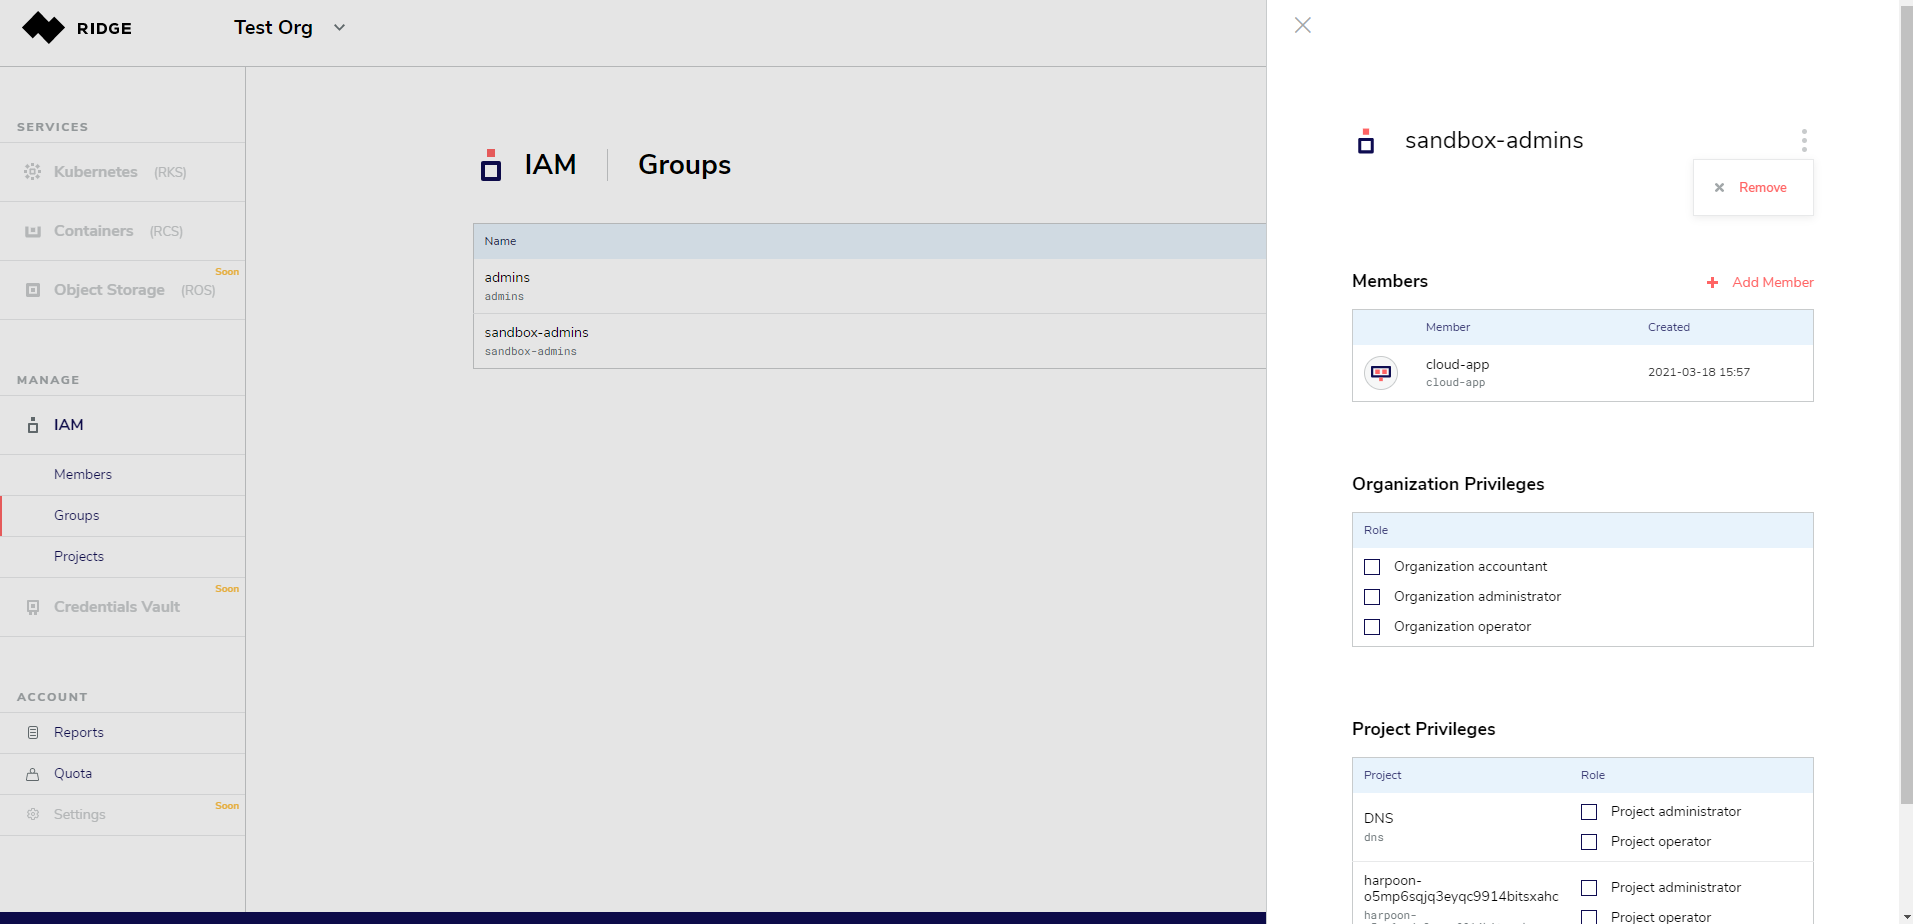 RIDGE
Test Org
SERVICES
Kubernetes (RKS)
Containers (RCS)
Soon
Object Storage (ROS)
MANAGE
IAM
Members
Groups
Projects
Soon
Credentials Vault
ACCOUNT
Reports
Quota
Soon
Settings
IAM
Groups
Name
admins
admins
sandbox-admins
sandbox-admins
sandbox-admins
Remove
Members
Add Member
Member Created
cloud-app
cloud-app
2021-03-18 15:57
Organization Privileges
Role
Organization accountant
Organization administrator
Organization operator
Project Privileges
Project Role
DNS
dns
Project administrator
Project operator
harpoon-
o5mp6sqjq3eyqc9914bitsxahc
harpoon-
Project administrator
Project operator